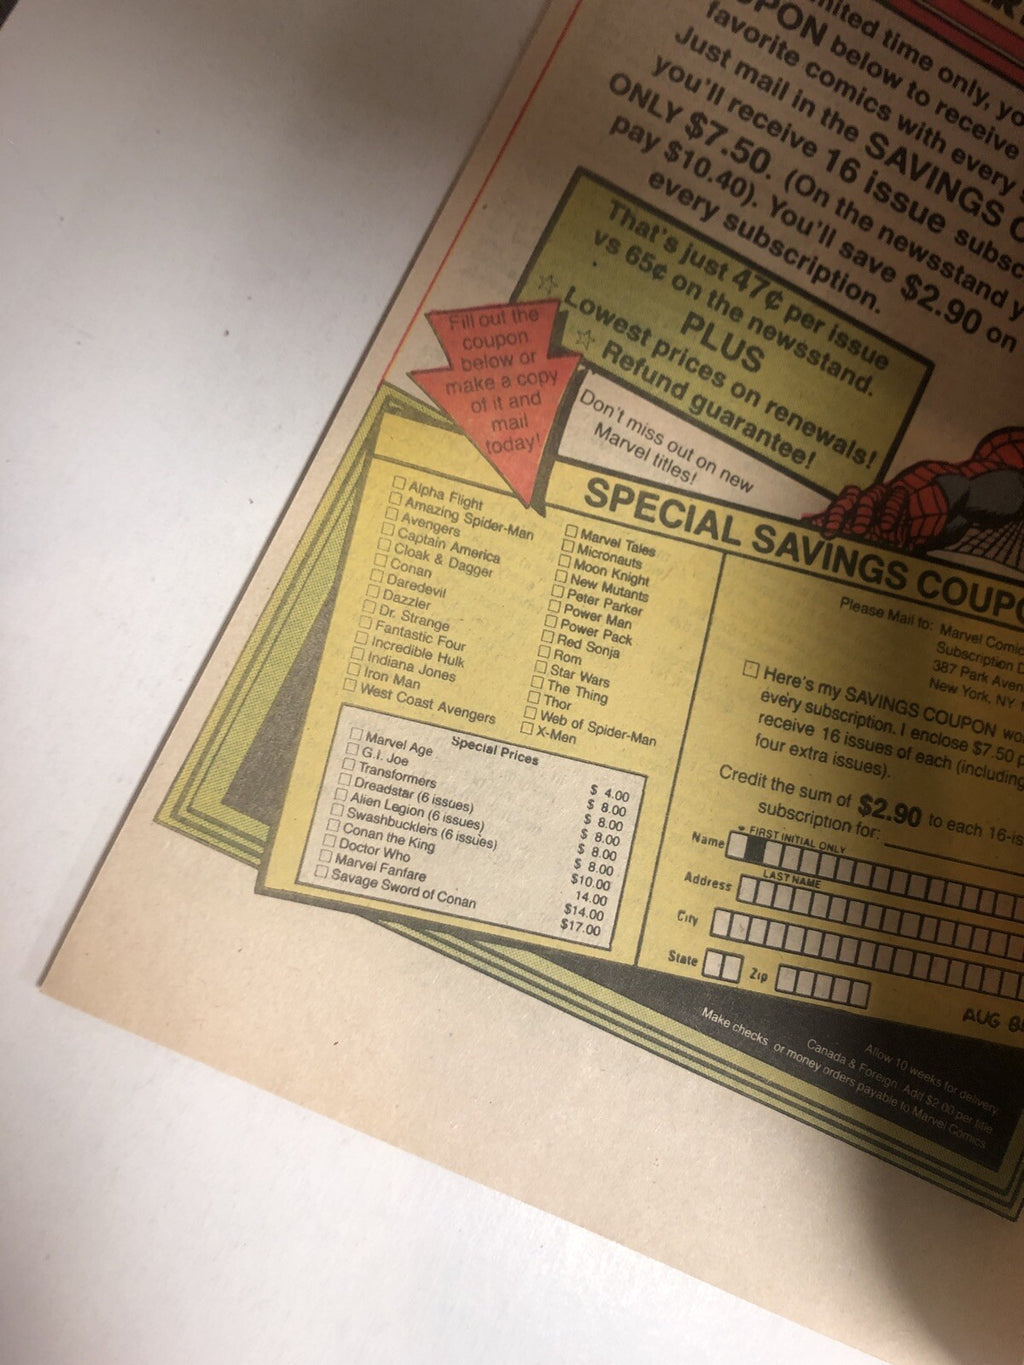 mited time only, yo
UPON below to receive
favorite comics with every
Just mail in the SAVINGS C
you'll receive 16 issue subsc
ONLY $7.50. (On the newsstand y
pay $10.40). You'll save $2.90 on
every subscription.
That's just 47¢ per issue
vs 65¢ on the newsstand.
PLUS
☆ Lowest prices on renewals!
☆ Refund guarantee!
Fill out the
coupon
below or
make a copy
of it and
mail
today!
Don't miss out on new
Marvel titles!
SPECIAL SAVINGS COUPO
☐ Alpha Flight
☐ Amazing Spider-Man
☐ Avengers
☐ Captain America
☐ Cloak & Dagger
☐ Conan
☐ Daredevil
☐ Dazzler
☐ Dr. Strange
☐ Fantastic Four
☐ Incredible Hulk
☐ Indiana Jones
☐ Iron Man
☐ West Coast Avengers
☐ Marvel Tales
☐ Micronauts
☐ Moon Knight
☐ New Mutants
☐ Peter Parker
☐ Power Man
☐ Power Pack
☐ Red Sonja
☐ Rom
☐ Star Wars
☐ The Thing
☐ Thor
☐ Web of Spider-Man
☐ X-Men
Special Prices
☐ Marvel Age $ 4.00
☐ G.I. Joe $ 8.00
☐ Transformers $ 8.00
☐ Dreadstar (6 issues) $ 8.00
☐ Alien Legion (6 issues) $ 8.00
☐ Swashbucklers (6 issues) $ 8.00
☐ Conan the King $10.00
☐ Doctor Who 14.00
☐ Marvel Fanfare $14.00
☐ Savage Sword of Conan $17.00
Please Mail to: Marvel Comic
Subscription D
387 Park Aven
New York, NY 1
☐ Here's my SAVINGS COUPON wo
every subscription. I enclose $7.50 p
receive 16 issues of each (including
four extra issues).
Credit the sum of $2.90 to each 16-is
subscription for:
* FIRST INITIAL ONLY
Name
LAST NAME
Address
City
State Zip
AUG 8
Allow 10 weeks for delivery.
Canada & Foreign. Add $2.00 per title
Make checks or money orders payable to Marvel Comics